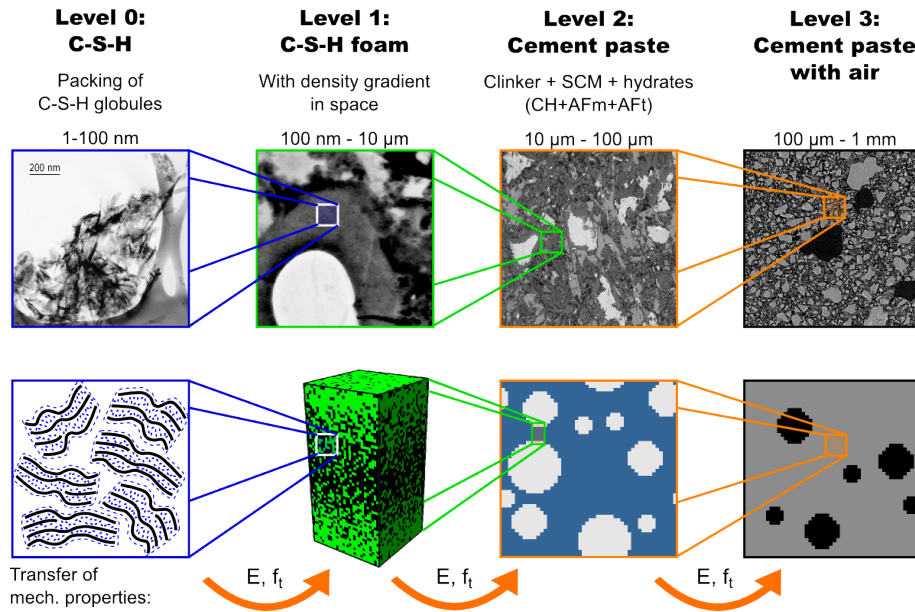 Level 0:
C-S-H
Packing of
C-S-H globules
1-100 nm
Level 1:
C-S-H foam
With density gradient
in space
100 nm - 10 µm
Level 2:
Cement paste
Clinker + SCM + hydrates
(CH+AFm+AFt)
10 µm - 100 µm
Level 3:
Cement paste
with air
100 µm - 1 mm
200 nm
Transfer of
mech. properties:
E, fₜ
E, fₜ
E, fₜ